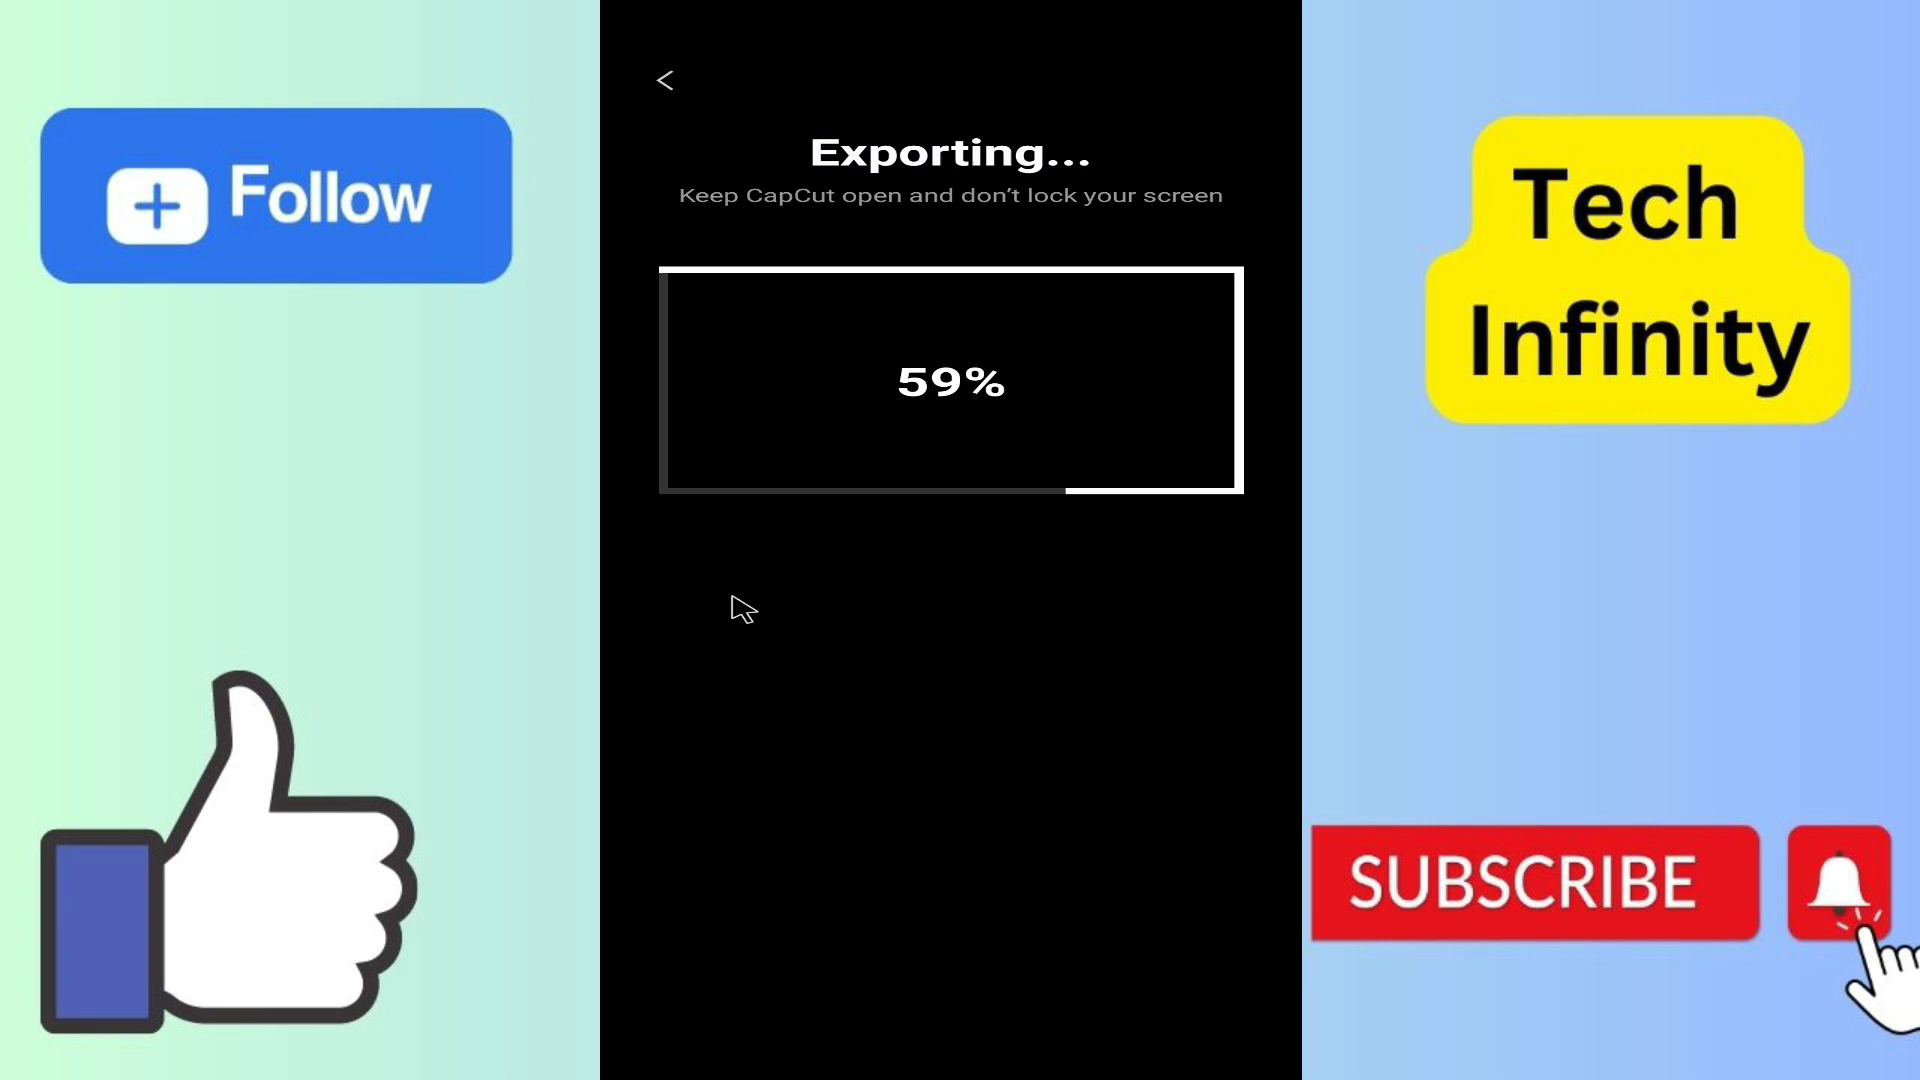 Follow
<
Exporting...
Keep CapCut open and don't lock your screen
59%
Tech
Infinity
SUBSCRIBE